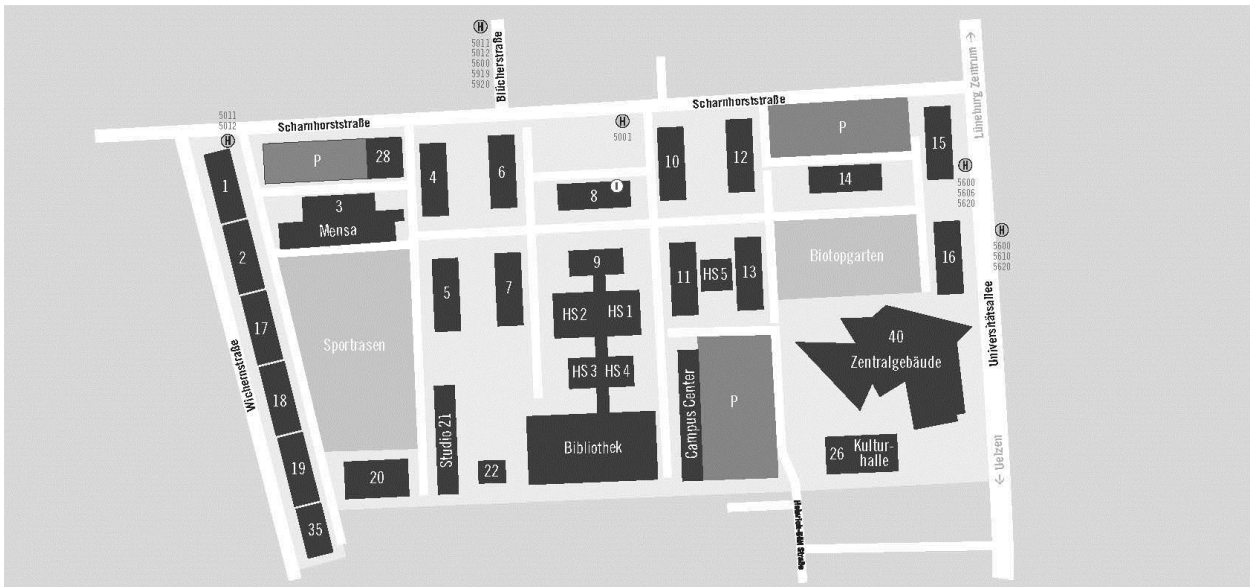 H
5011
5012
5600
5919
5920
Blücherstraße
Lüneburg Zentrum →
5011
5012
H
Scharnhorststraße
Scharnhorststraße
H
5001
P
28
4
6
10
12
P
15
1
3
Mensa
8
i
14
H
5600
5606
5620
2
5
7
9
11
HS 5
13
Biotopgarten
16
H
5600
5610
5620
17
Sportrasen
HS 2
HS 1
40
Zentralgebäude
Universitätsallee
Wichernstraße
18
HS 3
HS 4
Campus Center
P
19
Studio 21
20
22
Bibliothek
26
Kultur-
halle
← Uelzen
35